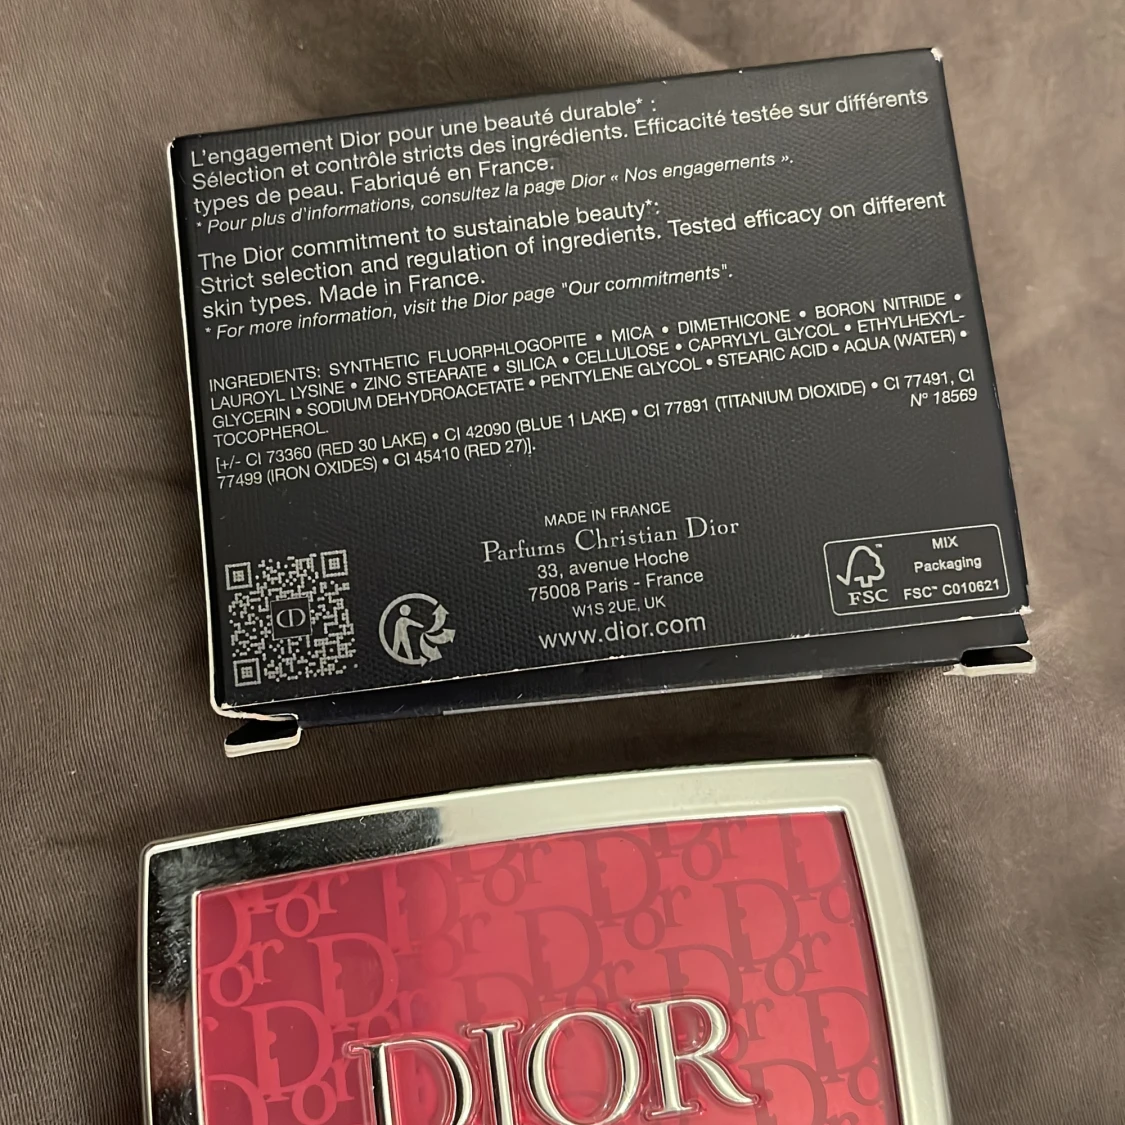 L'engagement Dior pour une beauté durable* :
Sélection et contrôle stricts des ingrédients. Efficacité testée sur différents
types de peau. Fabriqué en France.
* Pour plus d'informations, consultez la page Dior « Nos engagements ».
The Dior commitment to sustainable beauty*:
Strict selection and regulation of ingredients. Tested efficacy on different
skin types. Made in France.
* For more information, visit the Dior page "Our commitments".
INGREDIENTS: SYNTHETIC FLUORPHLOGOPITE • MICA • DIMETHICONE • BORON NITRIDE •
LAUROYL LYSINE • ZINC STEARATE • SILICA • CELLULOSE • CAPRYLYL GLYCOL • ETHYLHEXYL-
GLYCERIN • SODIUM DEHYDROACETATE • PENTYLENE GLYCOL • STEARIC ACID • AQUA (WATER) •
TOCOPHEROL.
[+/- CI 73360 (RED 30 LAKE) • CI 42090 (BLUE 1 LAKE) • CI 77891 (TITANIUM DIOXIDE) • CI 77491, CI
77499 (IRON OXIDES) • CI 45410 (RED 27)].
N° 18569
MADE IN FRANCE
Parfums Christian Dior
33, avenue Hoche
75008 Paris - France
W1S 2UE, UK
www.dior.com
CD
FSC™
MIX
Packaging
FSC™ C010621
DIOR